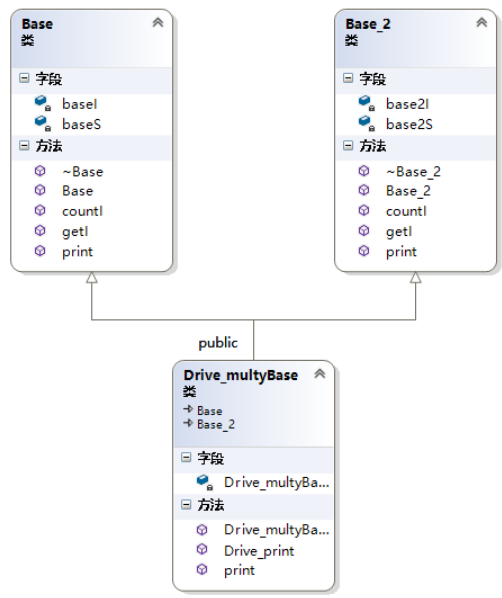 Base
类
字段
baseI
baseS
方法
~Base
Base
countI
getI
print
Base_2
类
字段
base2I
base2S
方法
~Base_2
Base_2
countI
getI
print
public
Drive_multyBase
类
Base
Base_2
字段
Drive_multyBa...
方法
Drive_multyBa...
Drive_print
print